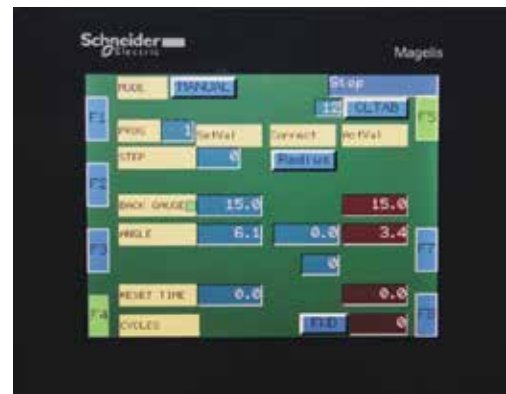 Schneider
Electric
Magelis
MODE MANUAL Stop
F1 12 CLTAB F5
PROG 1 SetVal Correct ActVal
STEP 0 Radius
F2
BACK GAUGE 15.0 15.0
ANGLE 6.1 0.0 3.4
F3 0 F7
RESET TIME 0.0 0.0
F4 CYCLES FWD 0 F8